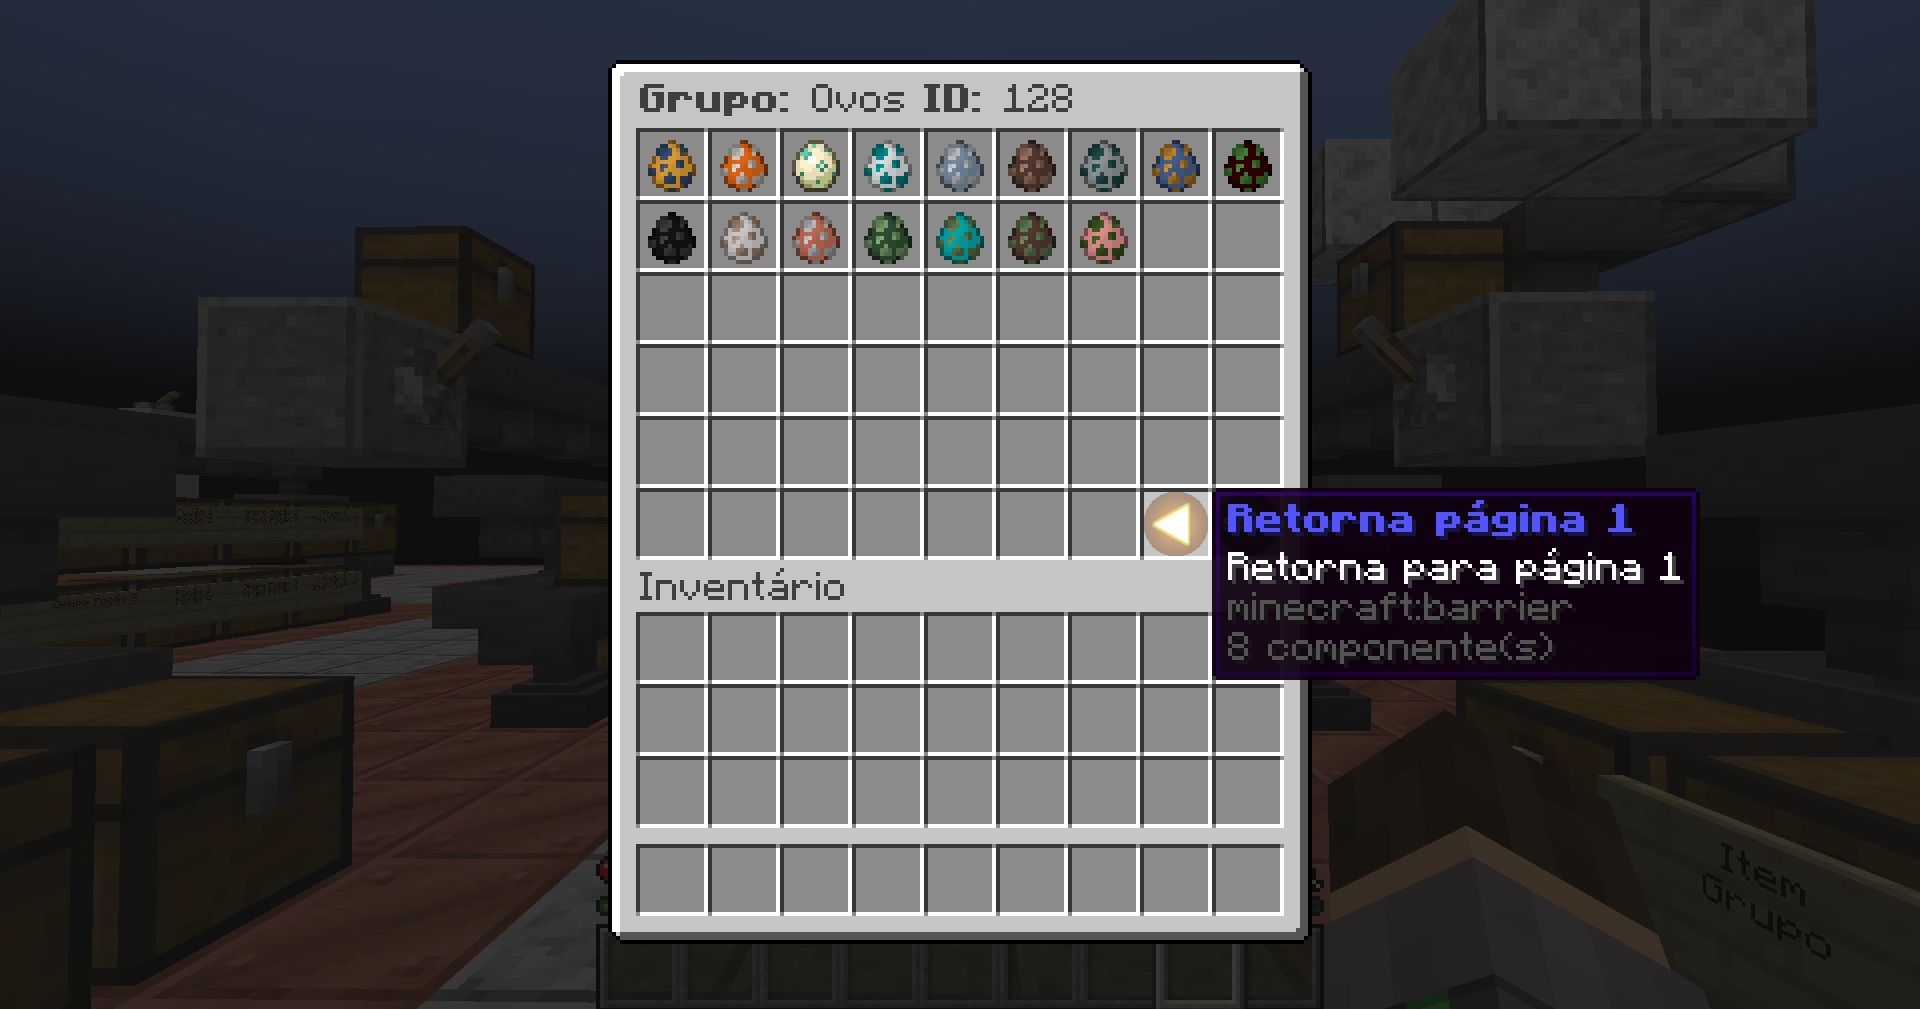 Grupo: Ovos ID: 128
Retorna página 1
Retorna para página 1
minecraft:barrier
8 componente(s)
Inventário
Item
Grupo